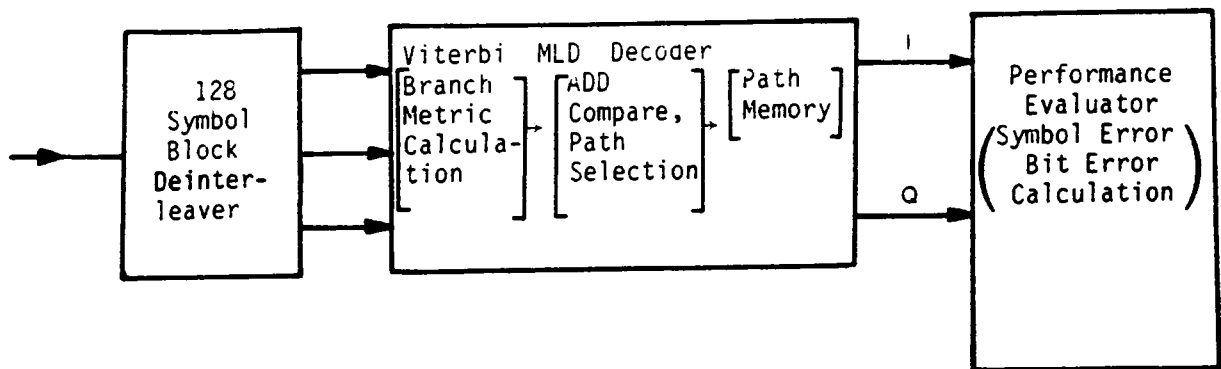 128
Symbol
Block
Deinter-
leaver
Viterbi MLD Decoder
Branch
Metric
Calcula-
tion
ADD
Compare,
Path
Selection
Path
Memory
I
Q
Performance
Evaluator
(Symbol Error
Bit Error
Calculation)